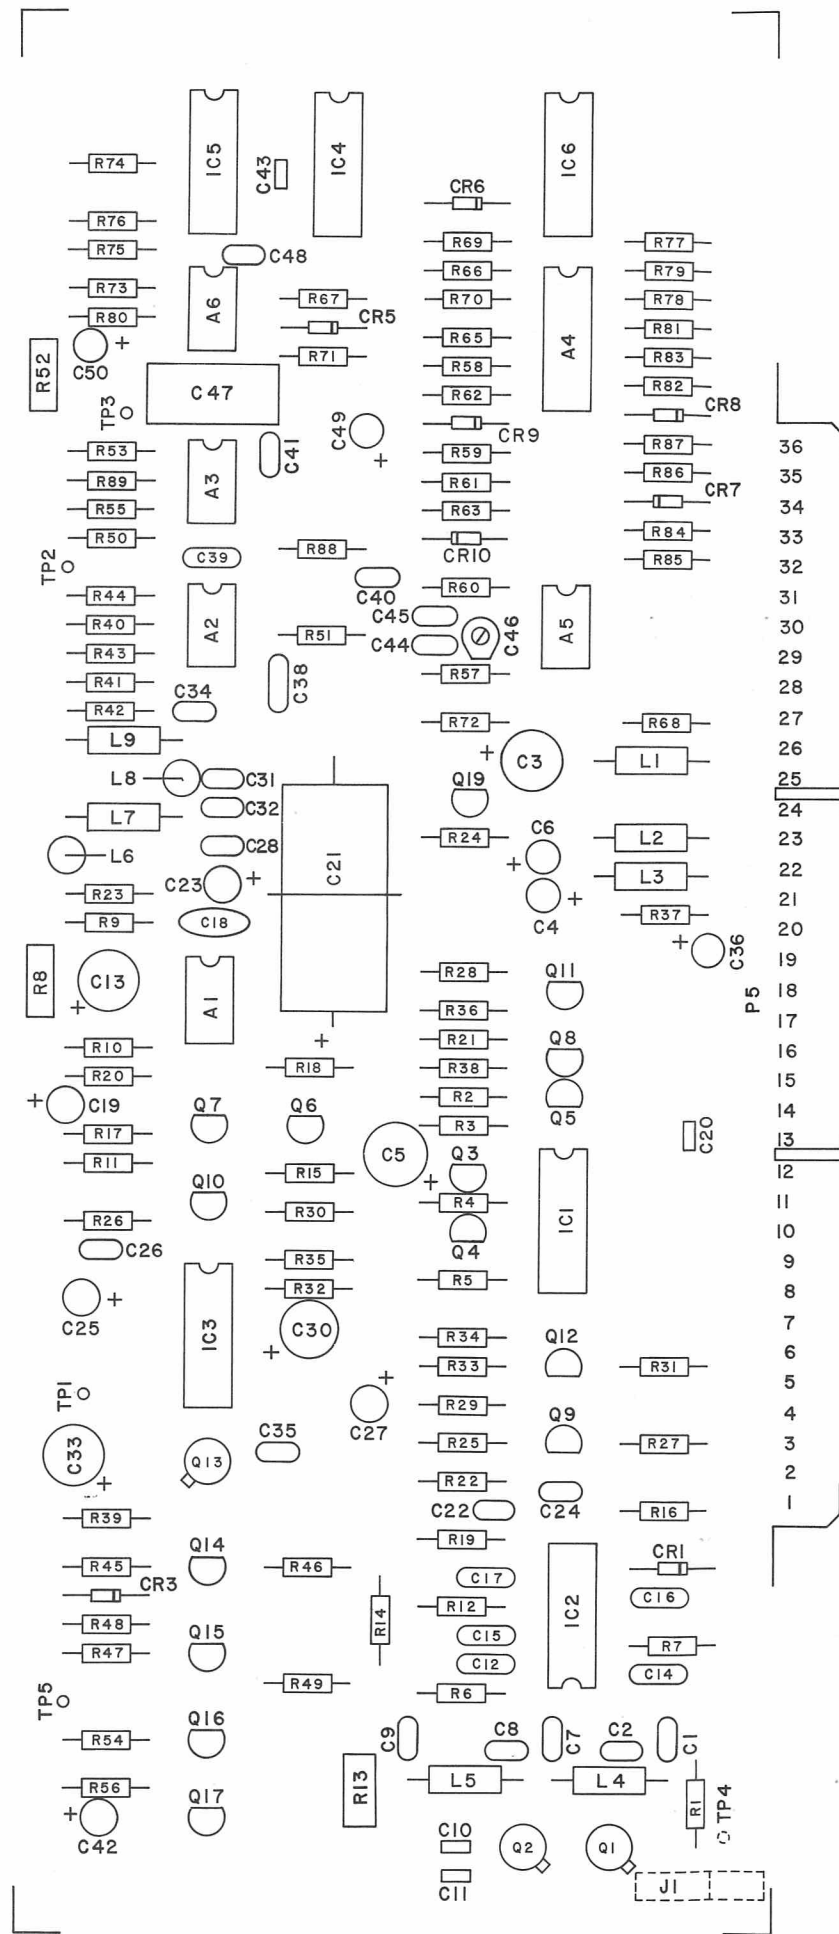 IC5
IC4
IC6
R74
C43
CR6
R76
R69
R77
R75
C48
R66
R79
R73
A6
R67
R70
A4
R78
R80
CR5
R65
R81
R52
C50
R71
R58
R83
C47
R62
R82
TP3
C49
CR9
CR8
R53
C41
R59
R87
36
R89
A3
R61
R86
35
R55
R63
CR7
34
R50
R88
CR10
R84
33
TP2
C39
C40
R85
32
R44
R60
31
R40
A2
R51
C45
C46
A5
30
R43
C44
29
R41
C38
R57
28
R42
C34
R72
R68
27
L9
C3
L1
26
L8
C31
Q19
25
L7
C32
24
C28
C21
R24
C6
L2
23
L6
C23
L3
22
R23
C4
21
R9
C18
R37
20
R8
C13
R28
Q11
C36
19
A1
R36
P5
18
R21
Q8
17
R10
R18
R38
16
R20
R2
Q5
15
C19
Q7
Q6
R3
14
R17
C5
Q3
C20
13
R11
R15
12
Q10
R4
IC1
11
R26
R30
Q4
10
C26
R35
R5
9
C25
IC3
R32
8
C30
R34
Q12
7
R33
R31
6
TP1
R29
5
C27
Q9
4
C33
Q13
C35
R25
R27
3
R22
2
R39
C22
C24
R16
1
R45
Q14
R46
R19
CR1
CR3
C17
IC2
C16
R48
R14
R12
R47
Q15
C15
R7
R49
C12
C14
TP5
R6
R54
Q16
C9
C8
C7
C2
C1
R56
Q17
R13
L5
L4
R1
TP4
C42
C10
Q2
Q1
C11
J1